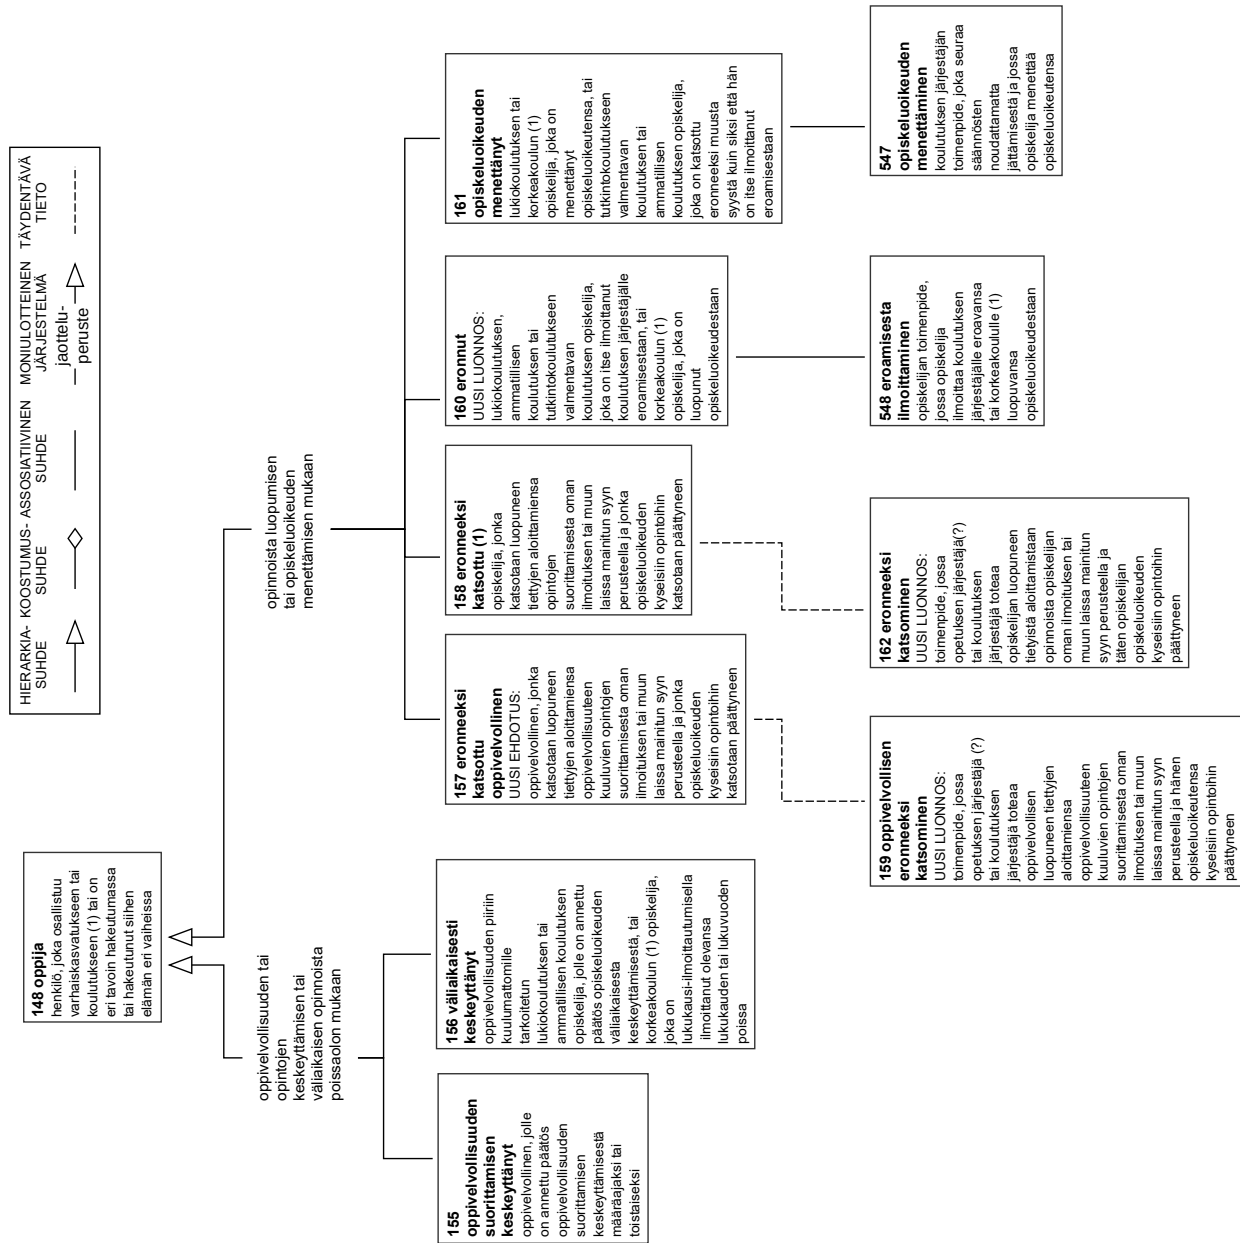 HIERARKIA- KOOSTUMUS- ASSOSIATIIVINEN MONIULOTTEINEN TÄYDENTÄVÄ
SUHDE SUHDE SUHDE JÄRJESTELMÄ TIETO
jaottelu-
peruste
148 oppija
henkilö, joka osallistuu
varhaiskasvatukseen tai
koulutukseen (1) tai on
eri tavoin hakeutumassa
tai hakeutunut siihen
elämän eri vaiheissa
oppivelvollisuuden tai
opintojen
keskeyttämisen tai
väliaikaisen opinnoista
poissaolon mukaan
opinnoista luopumisen
tai opiskeluoikeuden
menettämisen mukaan
155
oppivelvollisuuden
suorittamisen
keskeyttänyt
oppivelvollinen, jolle
on annettu päätös
oppivelvollisuuden
suorittamisen
keskeyttämisestä
määräajaksi tai
toistaiseksi
156 väliaikaisesti
keskeyttänyt
oppivelvollisuuden piiriin
kuulumattomille
tarkoitetun
lukiokoulutuksen tai
ammatillisen koulutuksen
opiskelija, jolle on annettu
päätös opiskeluoikeuden
väliaikaisesta
keskeyttämisestä, tai
korkeakoulun (1) opiskelija,
joka on
lukukausi-ilmoittautumisella
ilmoittanut olevansa
lukukauden tai lukuvuoden
poissa
157 eronneeksi
katsottu
oppivelvollinen
UUSI EHDOTUS:
oppivelvollinen, jonka
katsotaan luopuneen
tiettyjen aloittamiensa
oppivelvollisuuteen
kuuluvien opintojen
suorittamisesta oman
ilmoituksen tai muun
laissa mainitun syyn
perusteella ja jonka
opiskeluoikeuden
kyseisiin opintoihin
katsotaan päättyneen
158 eronneeksi
katsottu (1)
opiskelija, jonka
katsotaan luopuneen
tiettyjen aloittamiensa
opintojen
suorittamisesta oman
ilmoituksen tai muun
laissa mainitun syyn
perusteella ja jonka
opiskeluoikeuden
kyseisiin opintoihin
katsotaan päättyneen
160 eronnut
UUSI LUONNOS:
lukiokoulutuksen,
ammatillisen
koulutuksen tai
tutkintokoulutukseen
valmentavan
koulutuksen opiskelija,
joka on itse ilmoittanut
koulutuksen järjestäjälle
eroamisestaan, tai
korkeakoulun (1)
opiskelija, joka on
luopunut
opiskeluoikeudestaan
161
opiskeluoikeuden
menettänyt
lukiokoulutuksen tai
korkeakoulun (1)
opiskelija, joka on
menettänyt
opiskeluoikeutensa, tai
tutkintokoulutukseen
valmentavan
koulutuksen tai
ammatillisen
koulutuksen opiskelija,
joka on katsottu
eronneeksi muusta
syystä kuin siksi että hän
on itse ilmoittanut
eroamisestaan
159 oppivelvollisen
eronneeksi
katsominen
UUSI LUONNOS:
toimenpide, jossa
opetuksen järjestäjä (?)
tai koulutuksen
järjestäjä toteaa
oppivelvollisen
luopuneen tiettyjen
aloittamiensa
oppivelvollisuuteen
kuuluvien opintojen
suorittamisesta oman
ilmoituksen tai muun
laissa mainitun syyn
perusteella ja hänen
opiskeluoikeutensa
kyseisiin opintoihin
päättyneen
162 eronneeksi
katsominen
UUSI LUONNOS:
toimenpide, jossa
opetuksen järjestäjä(?)
tai koulutuksen
järjestäjä toteaa
opiskelijan luopuneen
tietyistä aloittamistaan
opinnoista opiskelijan
oman ilmoituksen tai
muun laissa mainitun
syyn perusteella ja
täten opiskelijan
opiskeluoikeuden
kyseisiin opintoihin
päättyneen
548 eroamisesta
ilmoittaminen
opiskelijan toimenpide,
jossa opiskelija
ilmoittaa koulutuksen
järjestäjälle eroavansa
tai korkeakoululle (1)
luopuvansa
opiskeluoikeudestaan
547
opiskeluoikeuden
menettäminen
koulutuksen järjestäjän
toimenpide, joka seuraa
säännösten
noudattamatta
jättämisestä ja jossa
opiskelija menettää
opiskeluoikeutensa